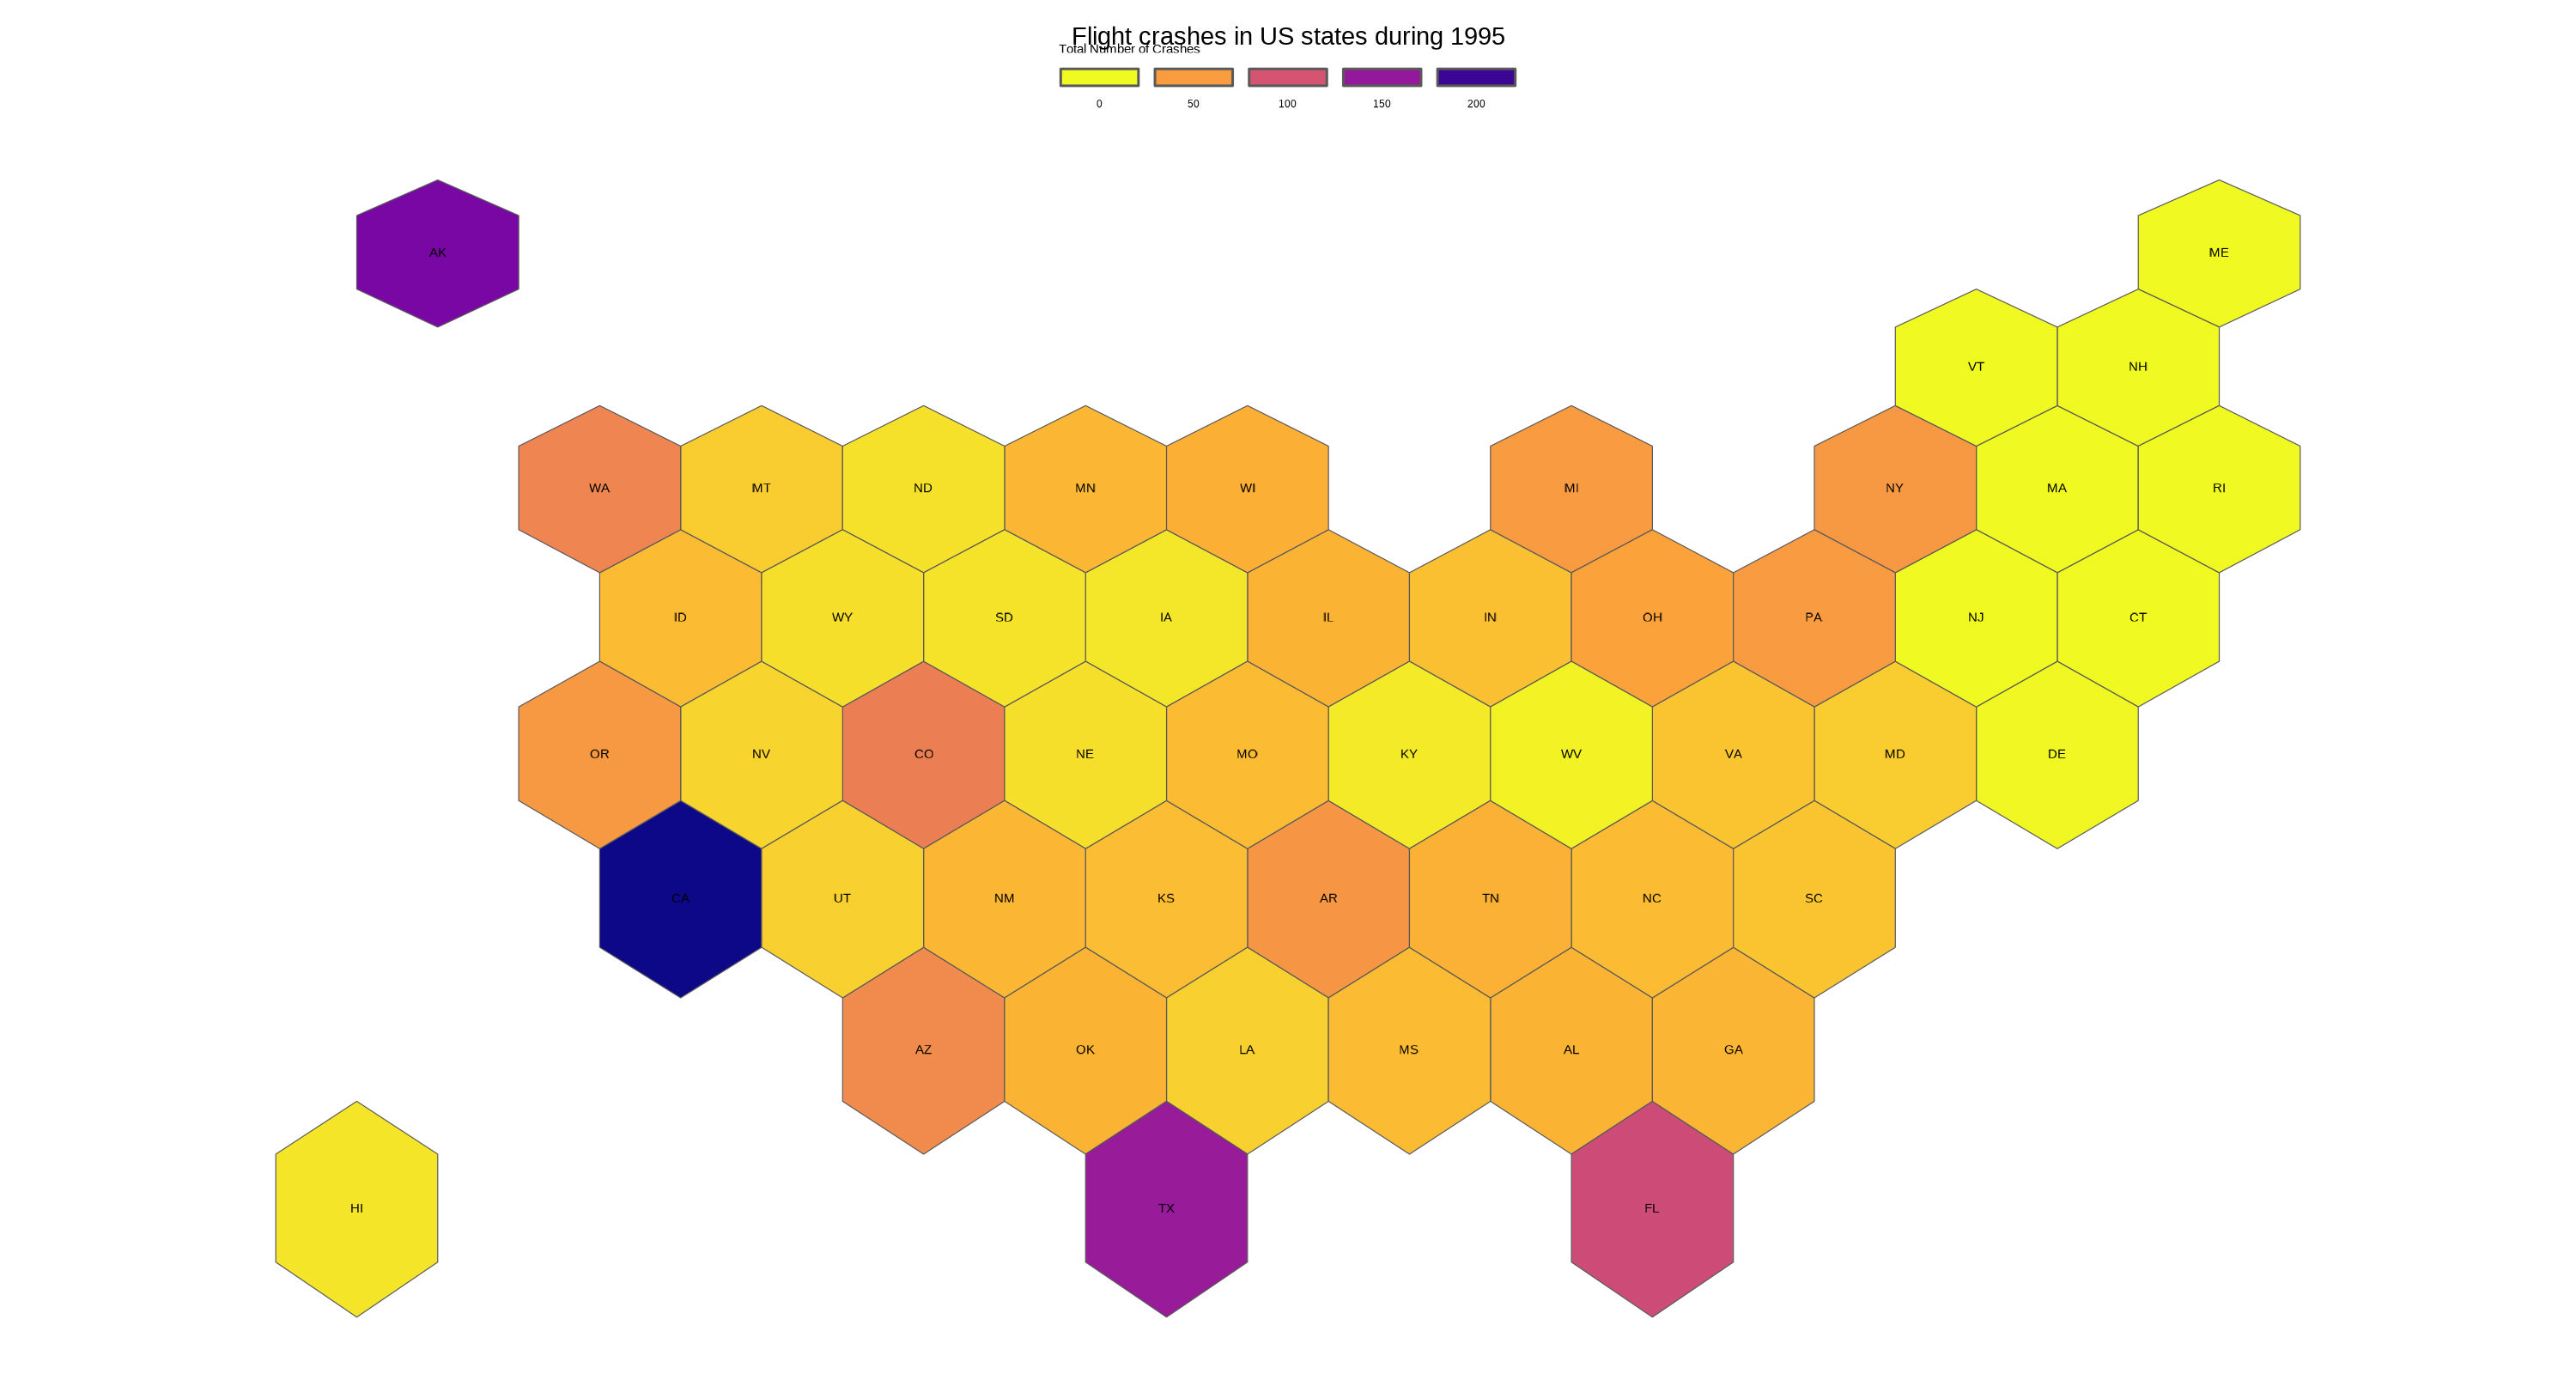 Flight crashes in US states during 1995
Total Number of Crashes
0 50 100 150 200
AK ME
VT NH
WA MT ND MN WI MI NY MA RI
ID WY SD IA IL IN OH PA NJ CT
OR NV CO NE MO KY WV VA MD DE
CA UT NM KS AR TN NC SC
AZ OK LA MS AL GA
HI TX FL